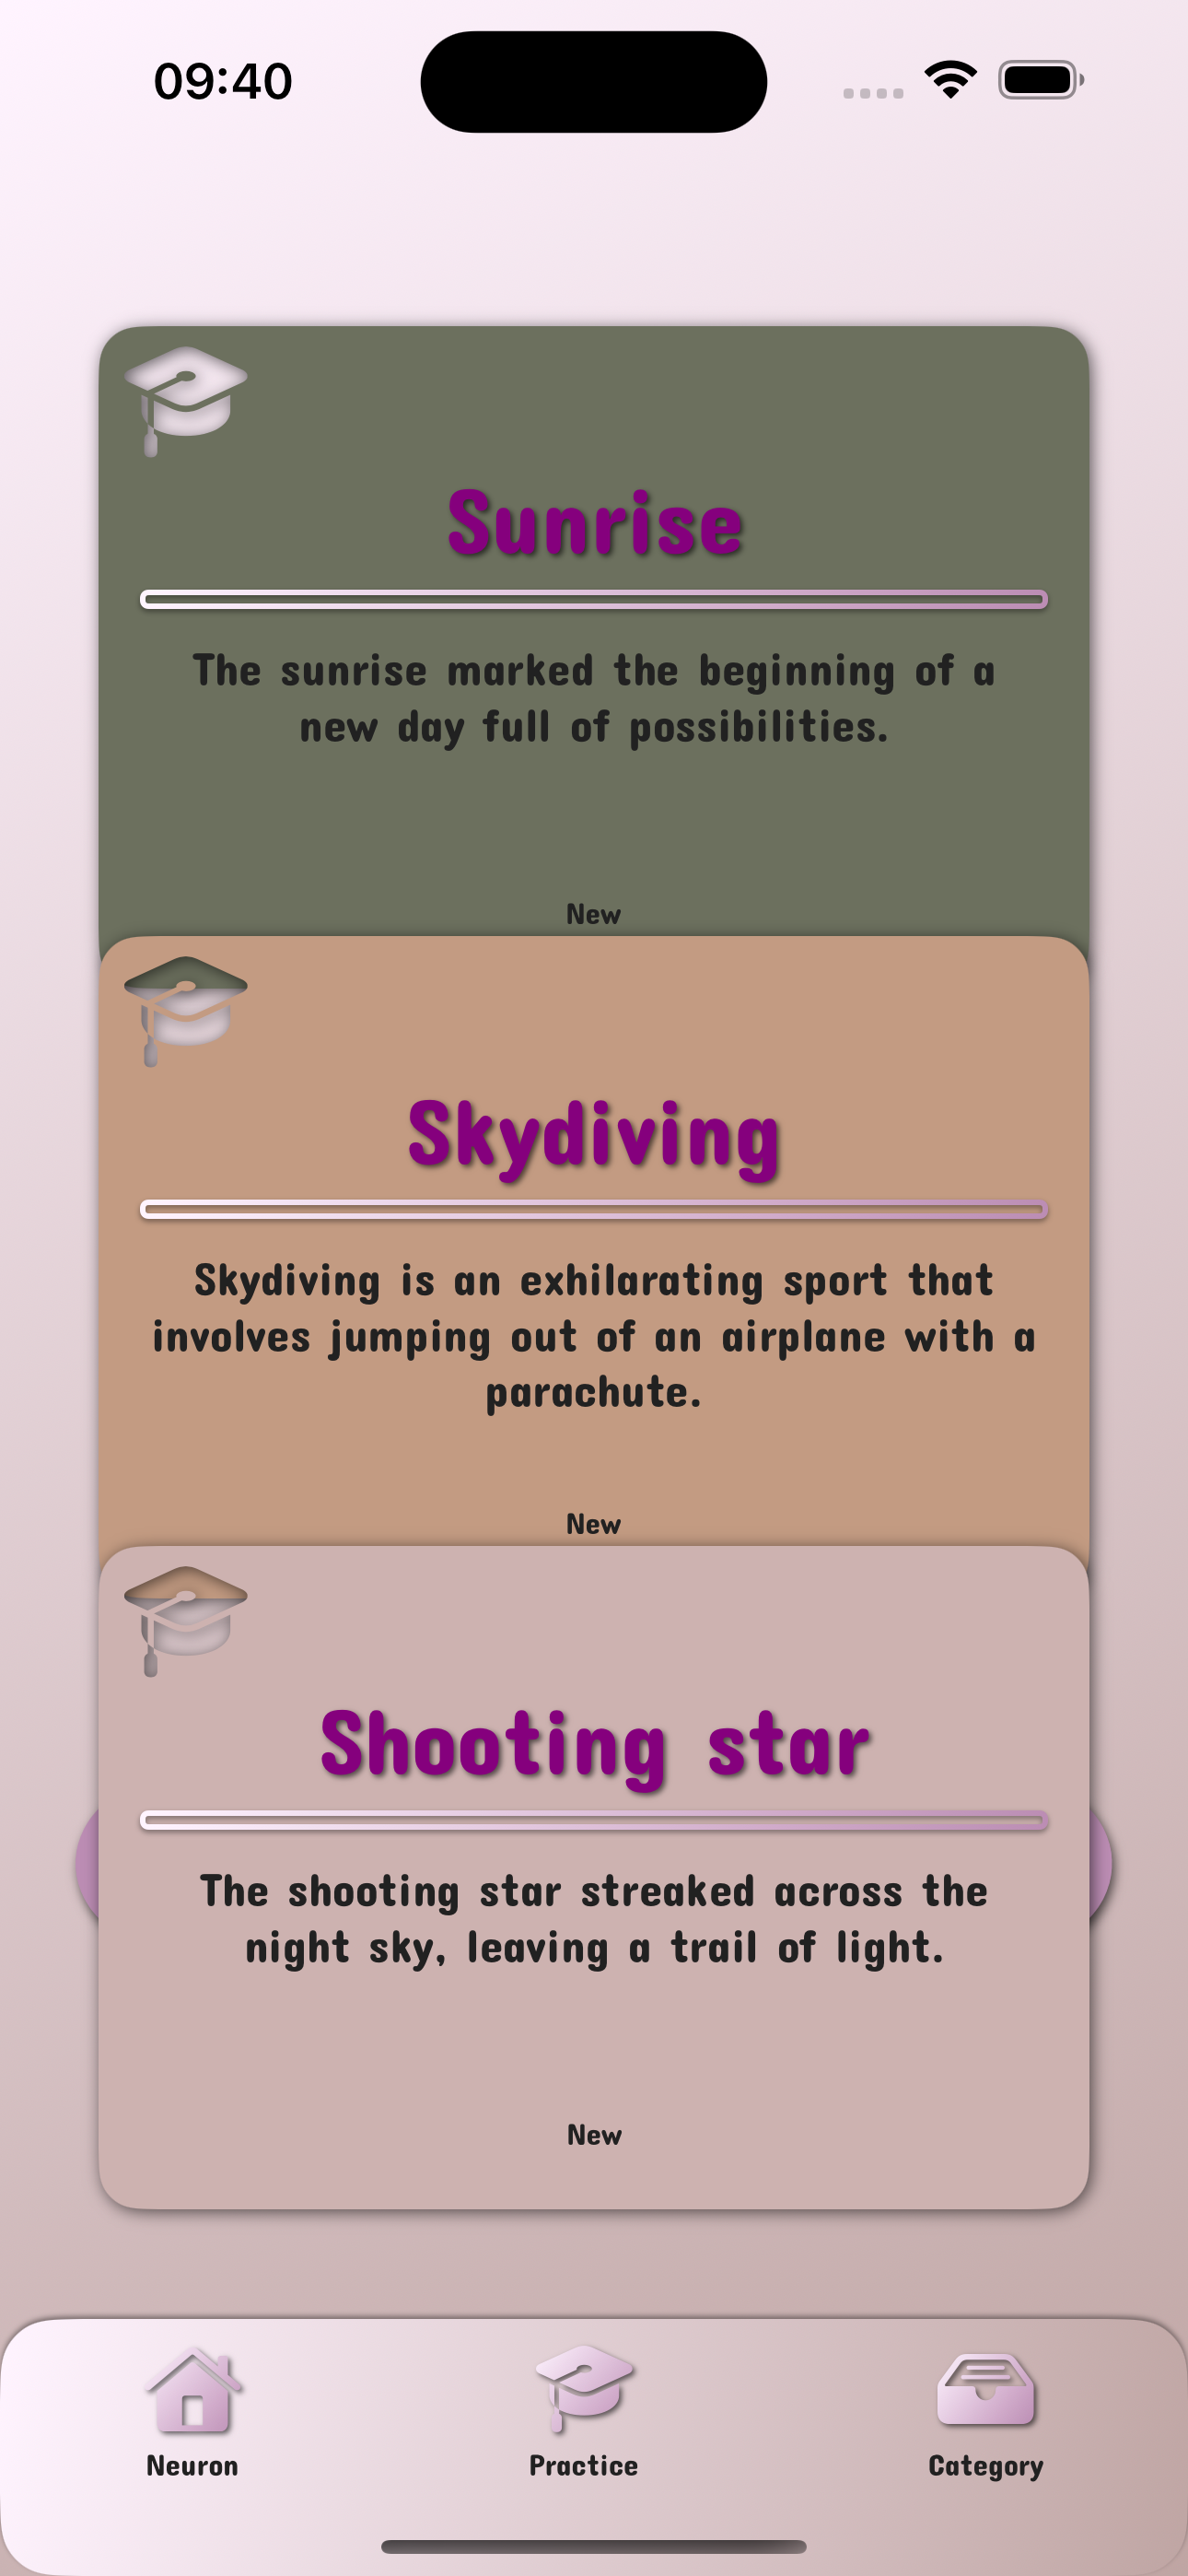 09:40
Sunrise
The sunrise marked the beginning of a
new day full of possibilities.
New
Skydiving
Skydiving is an exhilarating sport that
involves jumping out of an airplane with a
parachute.
New
Shooting star
The shooting star streaked across the
night sky, leaving a trail of light.
New
Neuron
Practice
Category